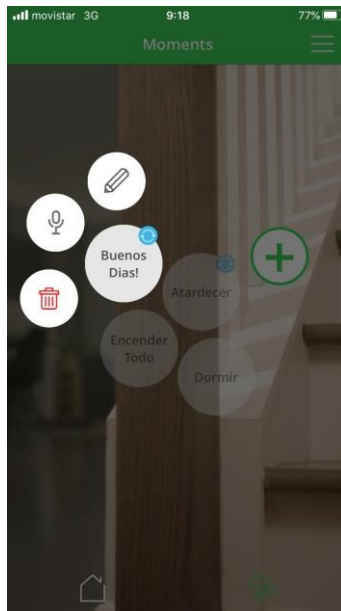 movistar 3G 9:18 77%
Moments
Buenos
Dias!
Atardecer
Encender
Todo
Dormir